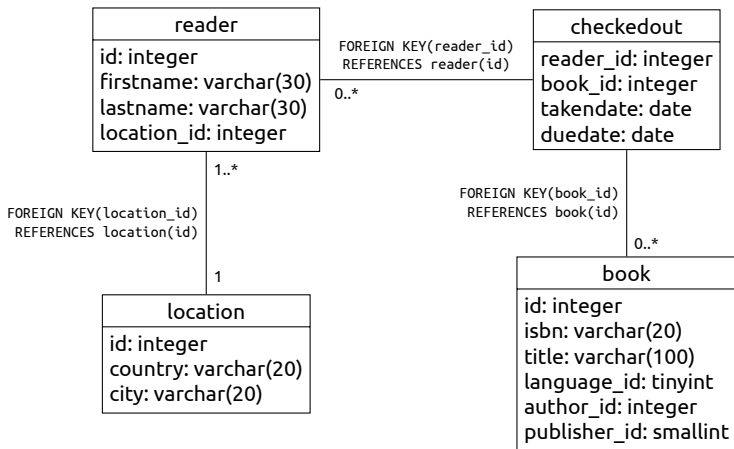 reader
id: integer
firstname: varchar(30)
lastname: varchar(30)
location_id: integer
FOREIGN KEY(reader_id)
REFERENCES reader(id)
0..*
checkedout
reader_id: integer
book_id: integer
takendate: date
duedate: date
1..*
FOREIGN KEY(location_id)
REFERENCES location(id)
1
FOREIGN KEY(book_id)
REFERENCES book(id)
0..*
location
id: integer
country: varchar(20)
city: varchar(20)
book
id: integer
isbn: varchar(20)
title: varchar(100)
language_id: tinyint
author_id: integer
publisher_id: smallint